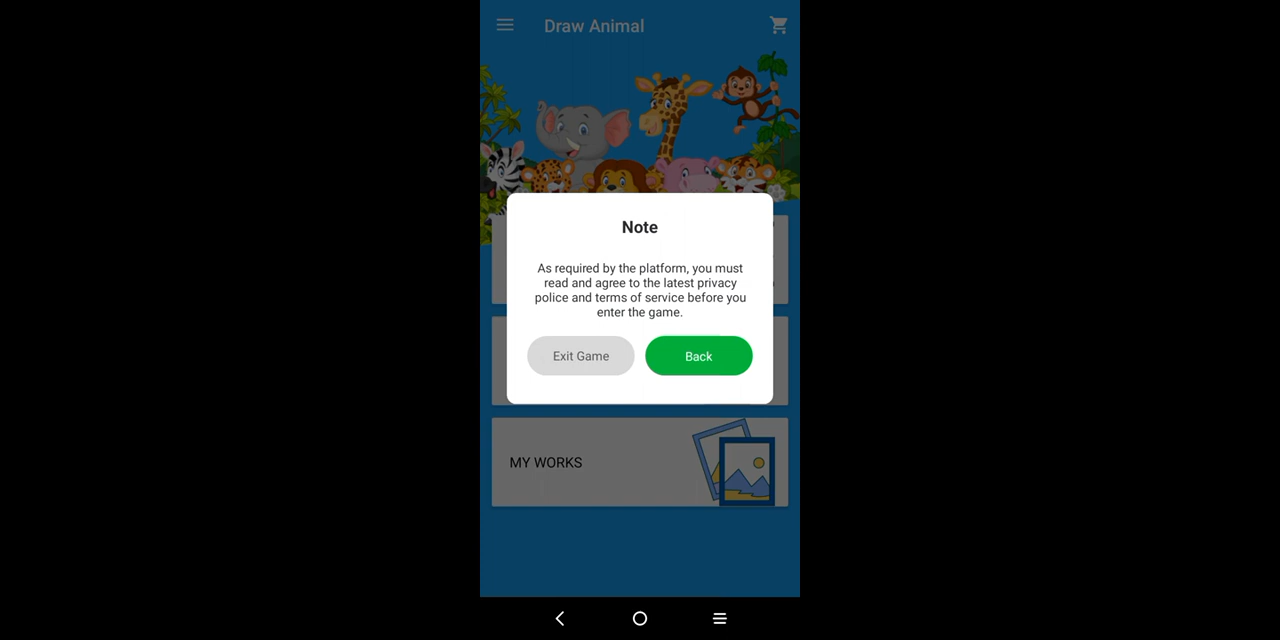 Draw Animal
Note
As required by the platform, you must
read and agree to the latest privacy
police and terms of service before you
enter the game.
Exit Game
Back
MY WORKS